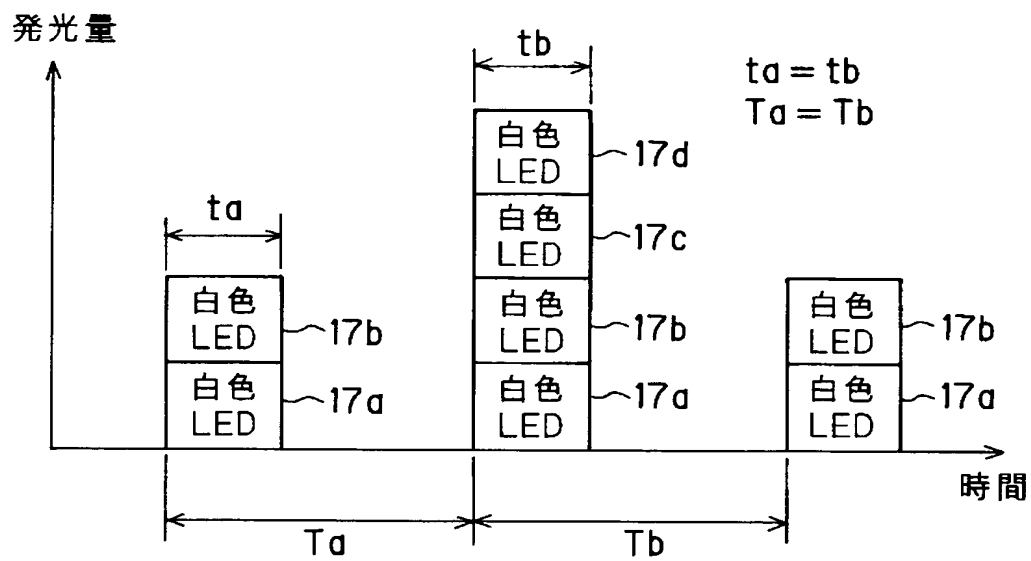 発光量
tb
ta = tb
Ta = Tb
白色
LED
17d
ta
白色
LED
17c
白色
LED
17b
白色
LED
17b
白色
LED
17b
白色
LED
17a
白色
LED
17a
白色
LED
17a
時間
Ta
Tb